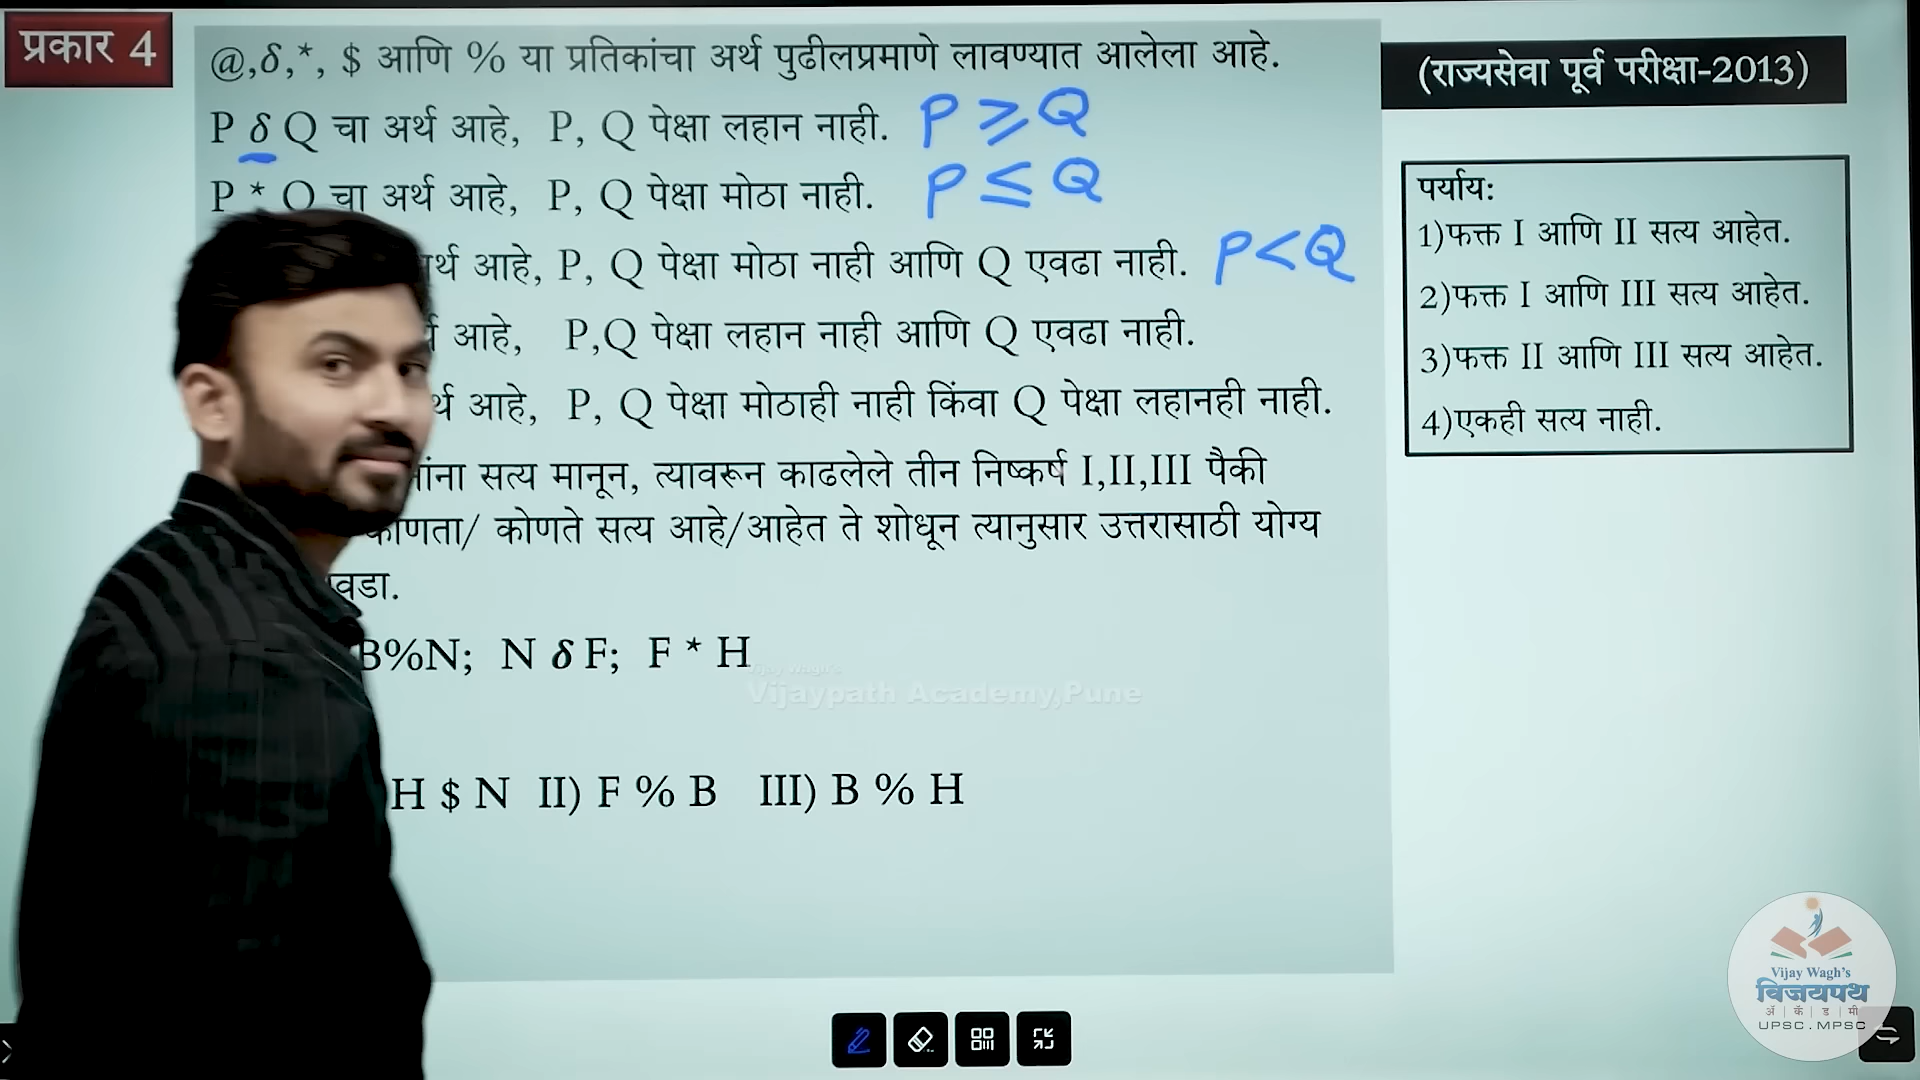 प्रकार 4
@,δ,*, $ आणि % या प्रतिकांचा अर्थ पुढीलप्रमाणे लावण्यात आलेला आहे.
(राज्यसेवा पूर्व परीक्षा-2013)
P δ Q चा अर्थ आहे, P, Q पेक्षा लहान नाही. P ≥ Q
P * Q चा अर्थ आहे, P, Q पेक्षा मोठा नाही. P ≤ Q
आहे, P, Q पेक्षा मोठा नाही आणि Q एवढा नाही. P < Q
आहे, P,Q पेक्षा लहान नाही आणि Q एवढा नाही.
आहे, P, Q पेक्षा मोठाही नाही किंवा Q पेक्षा लहानही नाही.
सत्य मानून, त्यावरून काढलेले तीन निष्कर्ष I,II,III पैकी
कोणता/ कोणते सत्य आहे/आहेत ते शोधून त्यानुसार उत्तरासाठी योग्य
B%N; N δ F; F * H
H $ N II) F % B III) B % H
पर्याय:
1)फक्त I आणि II सत्य आहेत.
2)फक्त I आणि III सत्य आहेत.
3)फक्त II आणि III सत्य आहेत.
4)एकही सत्य नाही.
Vijay Wagh's
Vijaypath Academy,Pune
Vijay Wagh's
विजयपथ
ॲ | कॅ | ड | मी
UPSC . MPSC